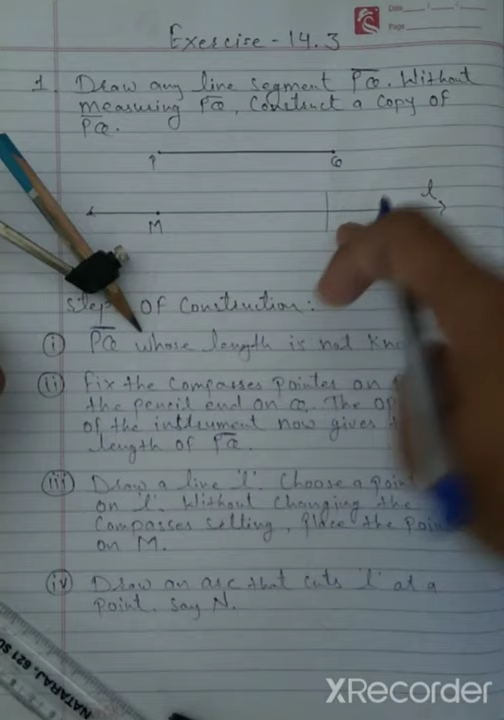 Date
Page
Exercise - 14.3
1. Draw any line segment PQ. Without
measuring PQ, Construct a copy of
PQ.
P Q
l
M
Steps Of Construction:
(i) PQ whose length is not
(ii) Fix the Compasses pointer on
the pencil end on Q. The
of the instrument now gives
length of PQ.
(iii) Draw a line 'l'. Choose a point
on 'l'. Without Changing the
Compasses setting, place the
on M.
(iv) Draw an arc that cuts 'l' at a
point, say N.
NATARAJ. 621
XRecorder